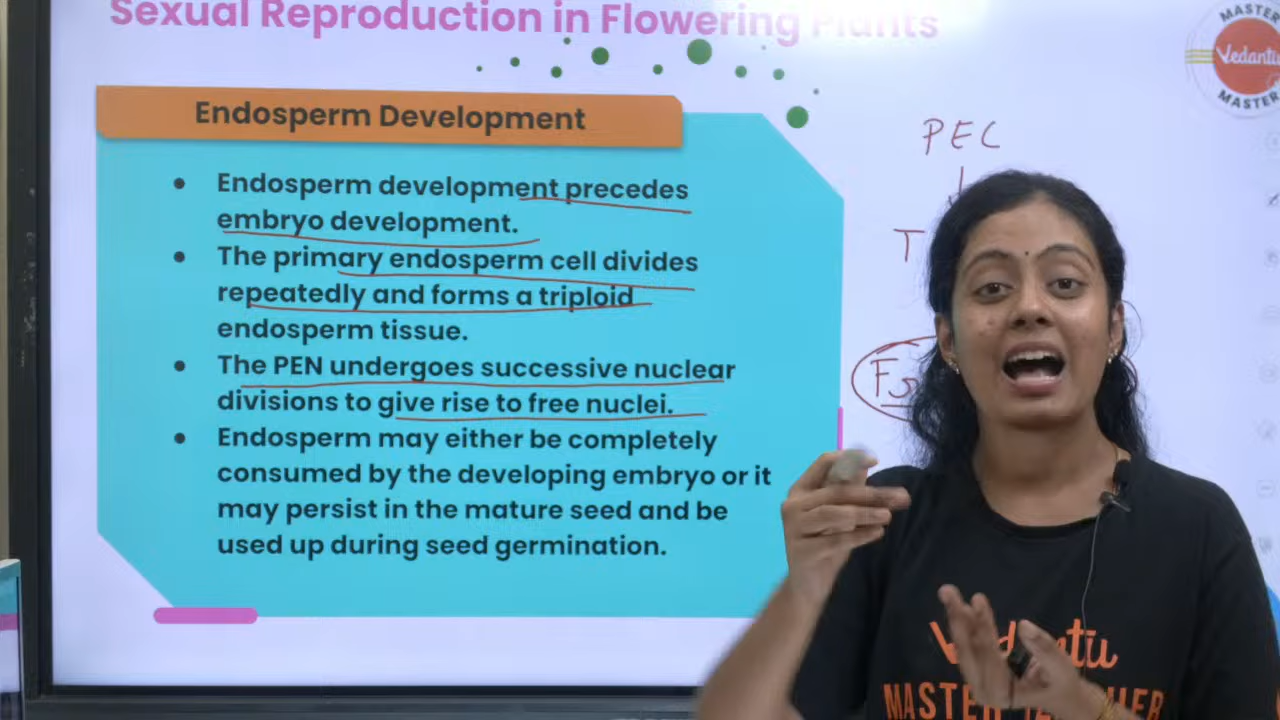 Sexual Reproduction in Flowering Plants
MASTER
Vedantu
MASTER
Endosperm Development
PEC
T
• Endosperm development precedes
embryo development.
• The primary endosperm cell divides
repeatedly and forms a triploid
endosperm tissue.
• The PEN undergoes successive nuclear
divisions to give rise to free nuclei.
• Endosperm may either be completely
consumed by the developing embryo or it
may persist in the mature seed and be
used up during seed germination.
Vedantu
MASTER TEACHER